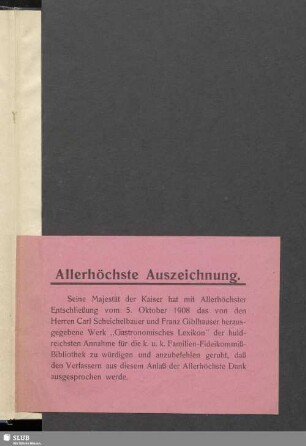 Allerhöchste Auszeichnung.
Seine Majestät der Kaiser hat mit Allerhöchster
Entschließung vom 5. Oktober 1908 das von den
Herren Carl Scheichelbauer und Franz Giblhauser heraus-
gegebene Werk „Gastronomisches Lexikon" der huld-
reichsten Annahme für die k. u. k. Familien-Fideikommiß-
Bibliothek zu würdigen und anzubefehlen geruht, daß
den Verfassern aus diesem Anlaß der Allerhöchste Dank
ausgesprochen werde.
SLUB